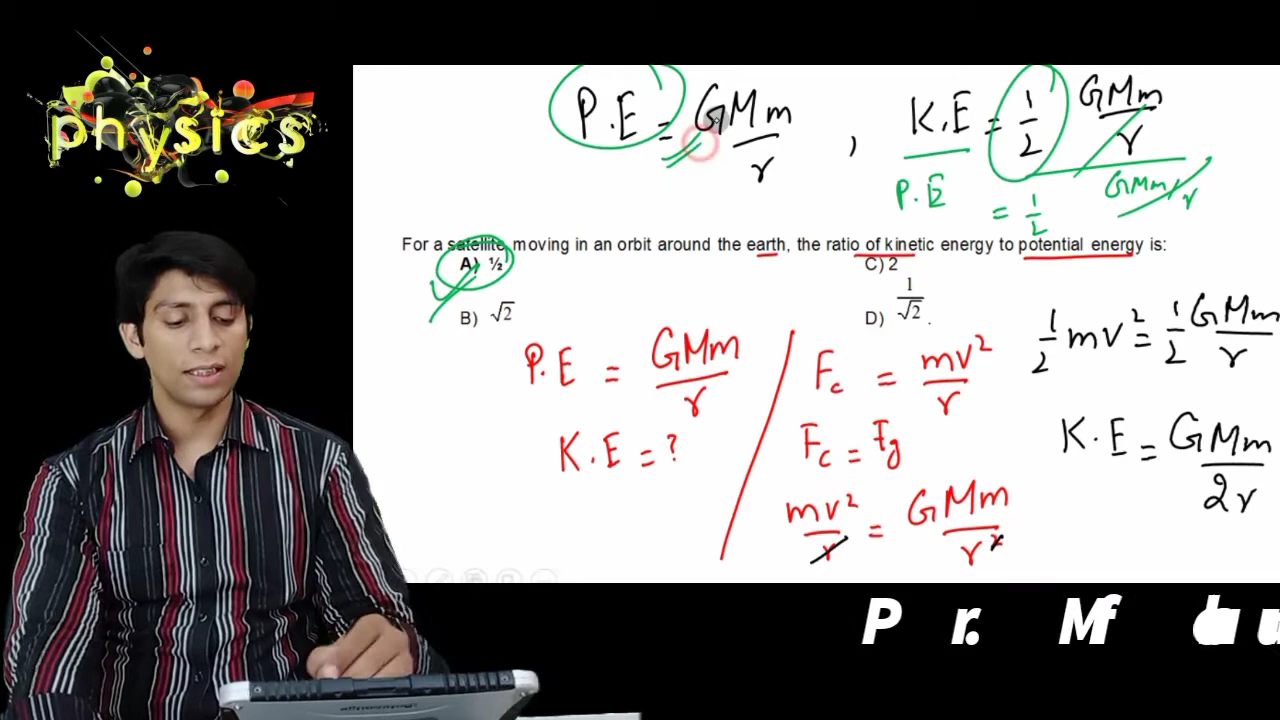 physics
P.E = GMm/r , K.E = 1/2 GMm/r
P.E GMm/r
= 1/2
For a satellite moving in an orbit around the earth, the ratio of kinetic energy to potential energy is:
A) ½ C) 2
B) √2 D) 1/√2 .
P.E = GMm/r
K.E = ?
Fc = mv²/r
Fc = Fg
mv²/r = GMm/r²
1/2 mv² = 1/2 GMm/r
K.E = GMm/2r